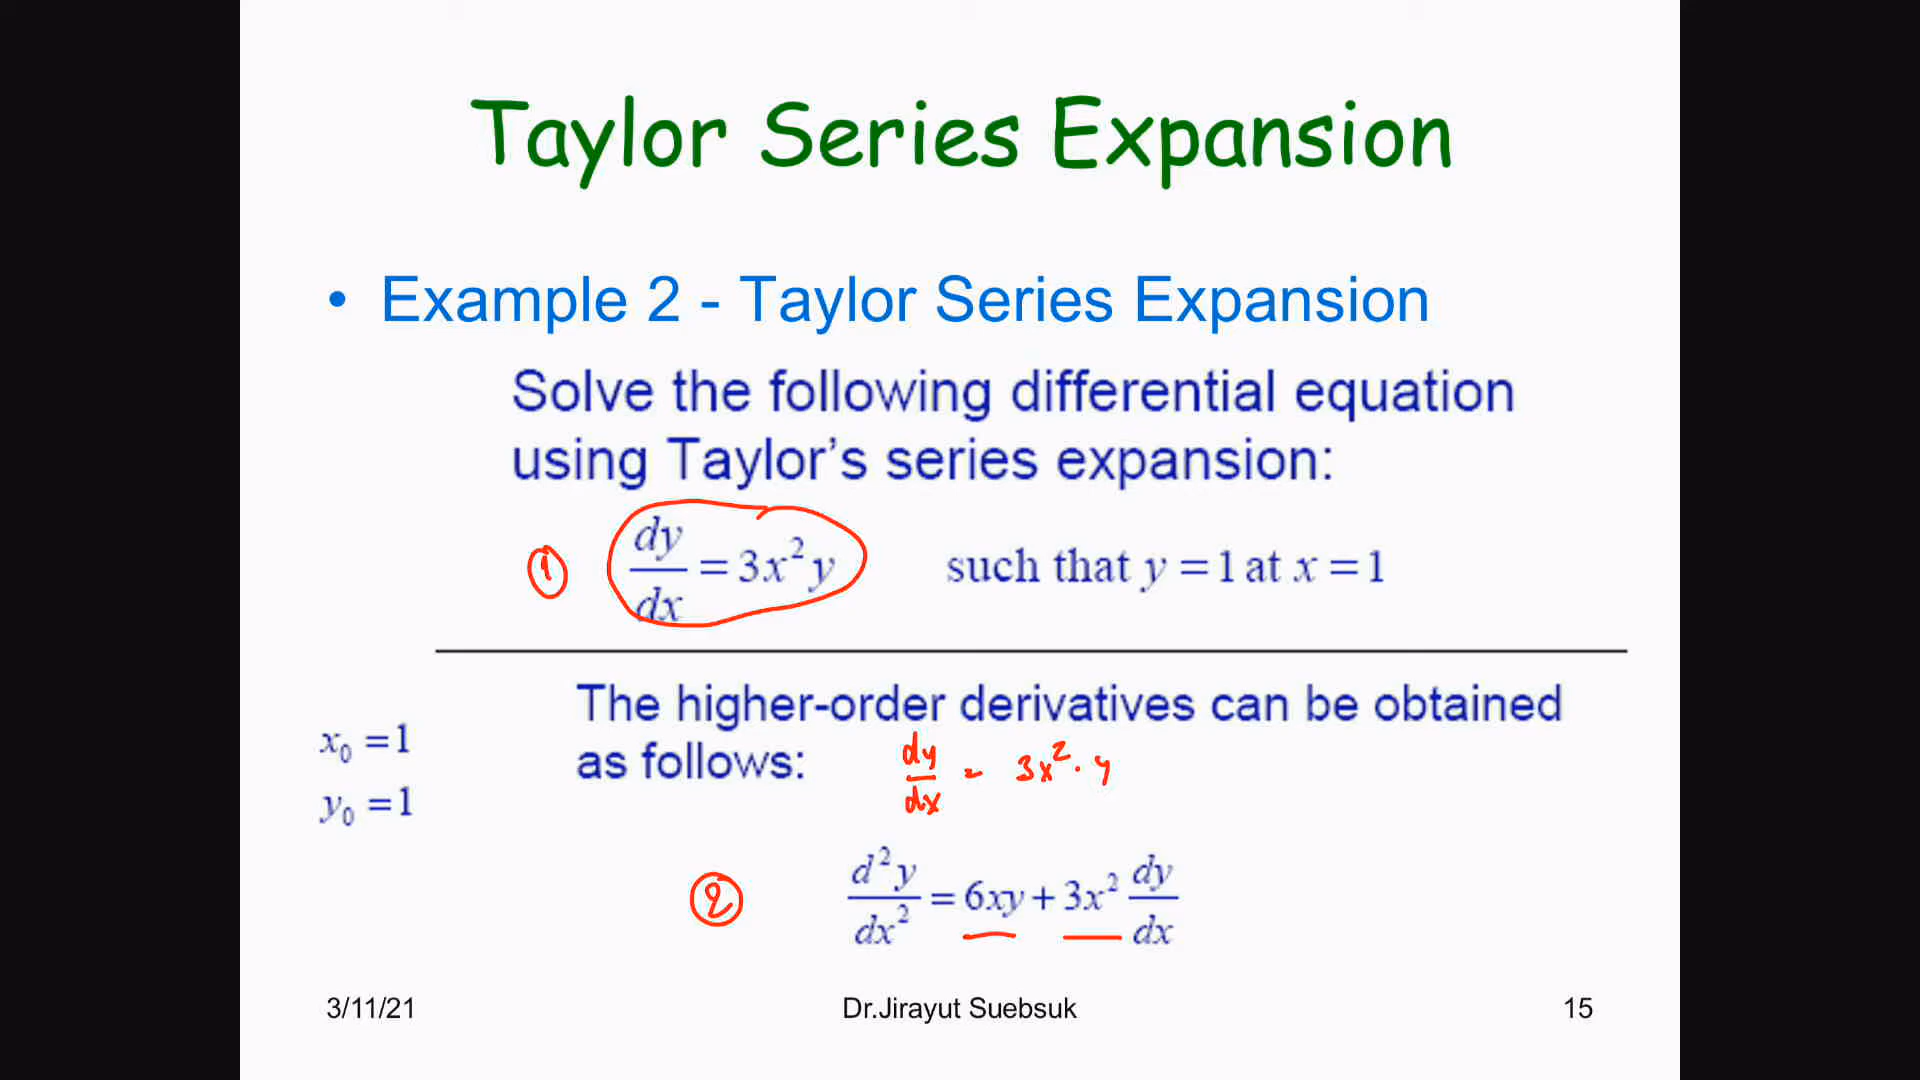 Taylor Series Expansion
• Example 2 - Taylor Series Expansion
Solve the following differential equation
using Taylor's series expansion:
① dy/dx = 3x² y such that y = 1 at x = 1
The higher-order derivatives can be obtained
as follows: dy/dx = 3x² · y
x₀ = 1
y₀ = 1
② d²y/dx² = 6xy + 3x² dy/dx
3/11/21 Dr.Jirayut Suebsuk 15